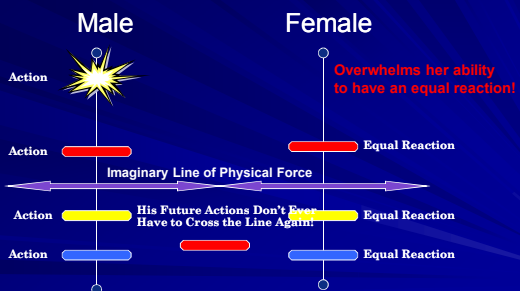 Male Female
Action
Overwhelms her ability
to have an equal reaction!
Action
Equal Reaction
Imaginary Line of Physical Force
Action
His Future Actions Don't Ever
Have to Cross the Line Again!
Equal Reaction
Action
Equal Reaction